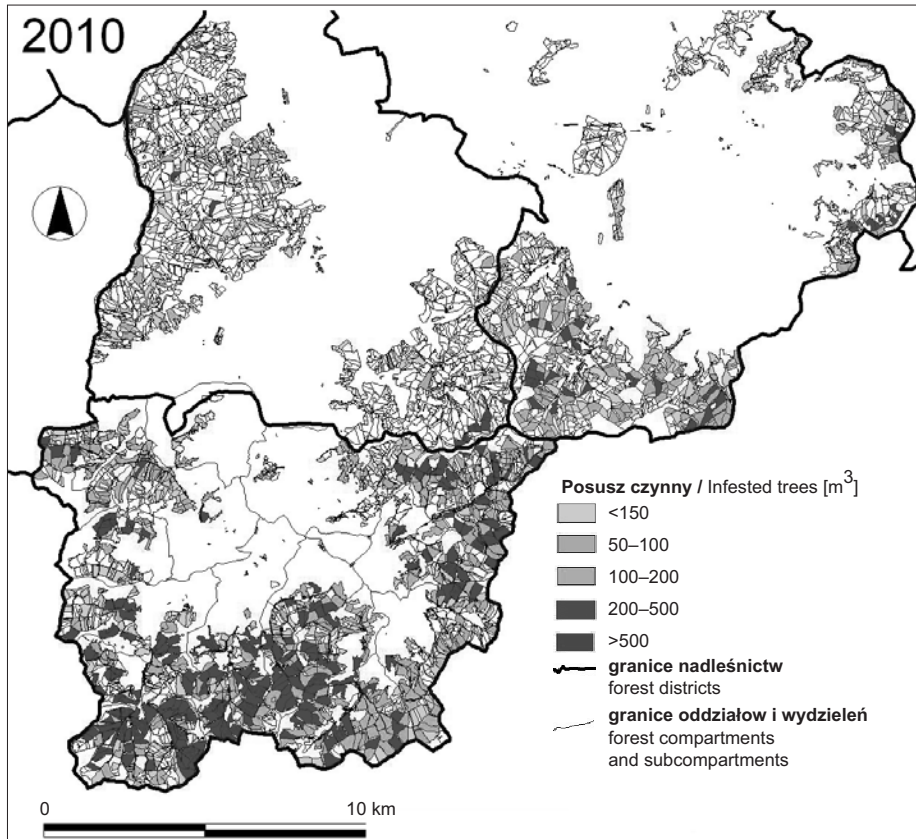 2010
Posusz czynny / Infested trees [m³]
<150
50–100
100–200
200–500
>500
granice nadleśnictw
forest districts
granice oddziałow i wydzieleń
forest compartments
and subcompartments
0 10 km